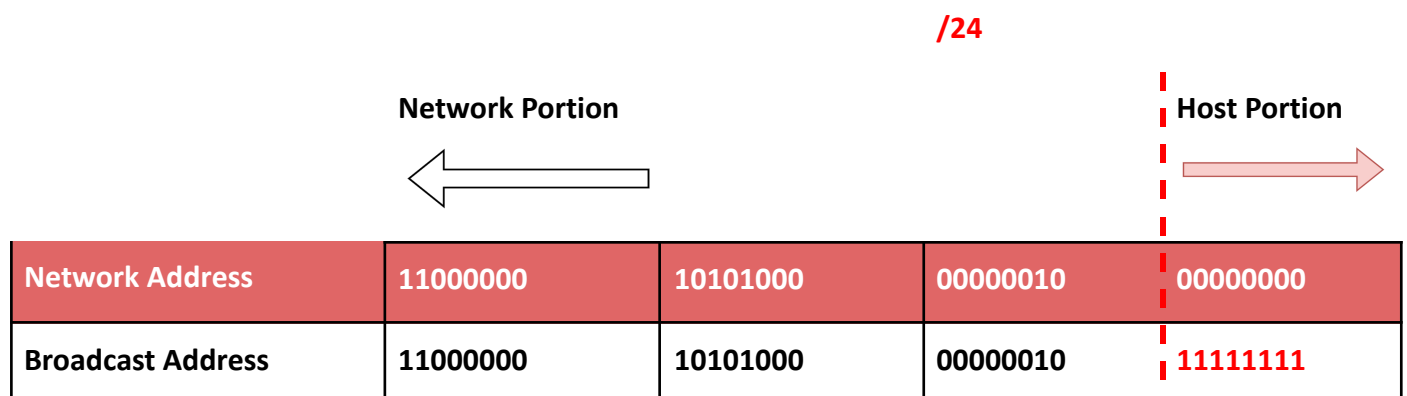 /24
Network Portion Host Portion
Network Address 11000000 10101000 00000010 00000000
Broadcast Address 11000000 10101000 00000010 11111111